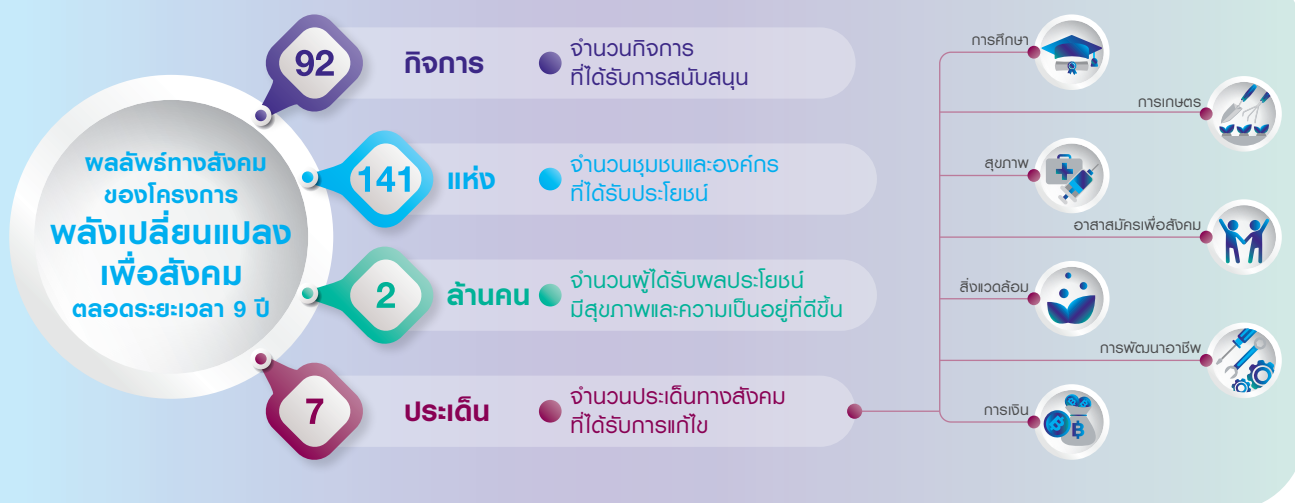 ผลลัพธ์ทางสังคม
ของโครงการ
พลังเปลี่ยนแปลง
เพื่อสังคม
ตลอดระยะเวลา 9 ปี
92 กิจการ
จำนวนกิจการ
ที่ได้รับการสนับสนุน
141 แห่ง
จำนวนชุมชนและองค์กร
ที่ได้รับประโยชน์
2 ล้านคน
จำนวนผู้ได้รับผลประโยชน์
มีสุขภาพและความเป็นอยู่ที่ดีขึ้น
7 ประเด็น
จำนวนประเด็นทางสังคม
ที่ได้รับการแก้ไข
การศึกษา
การเกษตร
สุขภาพ
อาสาสมัครเพื่อสังคม
สิ่งแวดล้อม
การพัฒนาอาชีพ
การเงิน
฿